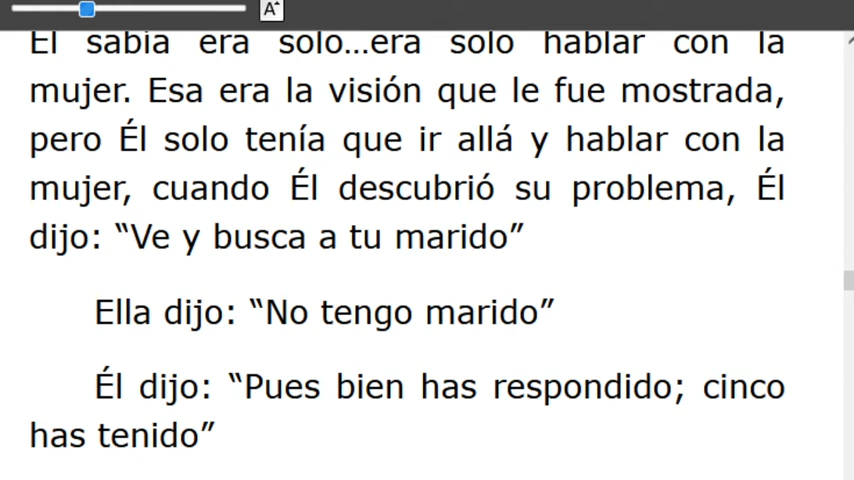 A
Él sabía era solo...era solo hablar con la
mujer. Esa era la visión que le fue mostrada,
pero Él solo tenía que ir allá y hablar con la
mujer, cuando Él descubrió su problema, Él
dijo: “Ve y busca a tu marido”
Ella dijo: “No tengo marido”
Él dijo: “Pues bien has respondido; cinco
has tenido”